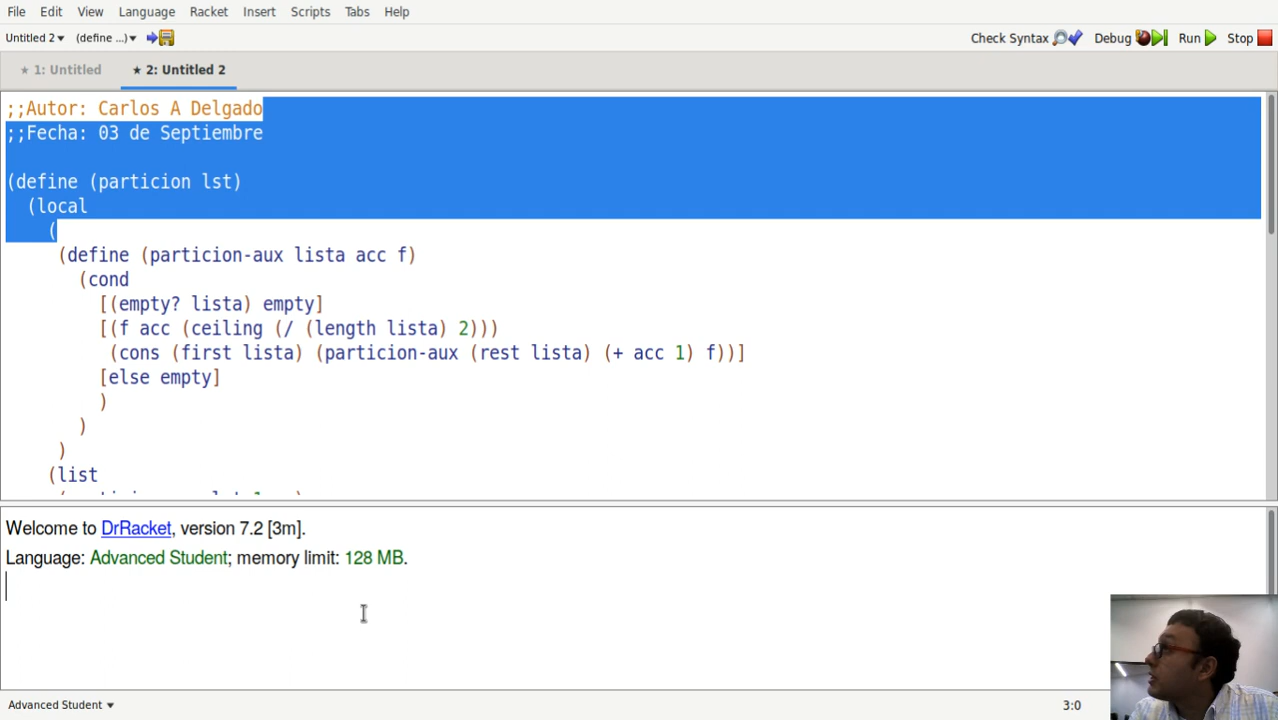 File Edit View Language Racket Insert Scripts Tabs Help
Untitled 2 (define ...) Check Syntax Debug Run Stop
★ 1: Untitled ★ 2: Untitled 2
;;Autor: Carlos A Delgado
;;Fecha: 03 de Septiembre
(define (particion lst)
(local
(
(define (particion-aux lista acc f)
(cond
[(empty? lista) empty]
[(f acc (ceiling (/ (length lista) 2)))
(cons (first lista) (particion-aux (rest lista) (+ acc 1) f))]
[else empty]
)
)
)
(list
Welcome to DrRacket, version 7.2 [3m].
Language: Advanced Student; memory limit: 128 MB.
Advanced Student 3:0